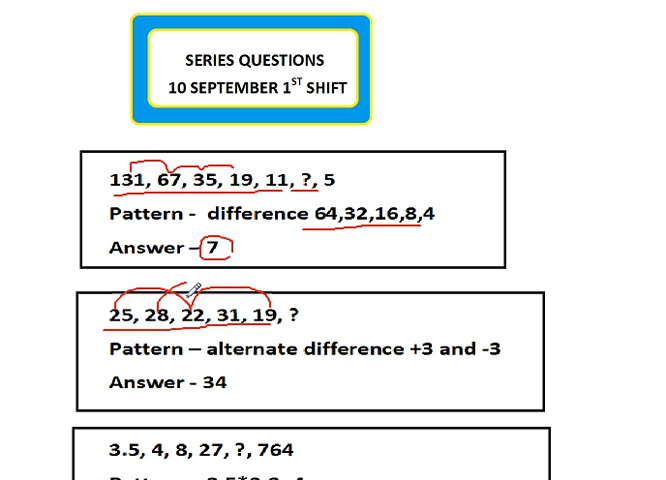 SERIES QUESTIONS
10 SEPTEMBER 1ST SHIFT
131, 67, 35, 19, 11, ?, 5
Pattern - difference 64,32,16,8,4
Answer – 7
25, 28, 22, 31, 19, ?
Pattern – alternate difference +3 and -3
Answer - 34
3.5, 4, 8, 27, ?, 764